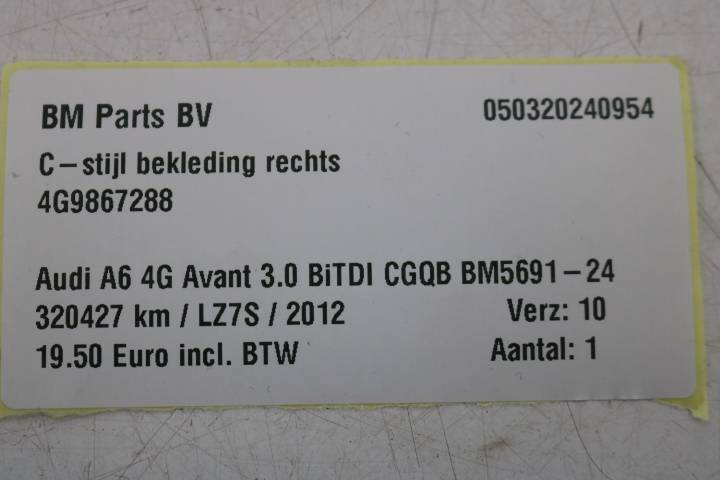 BM Parts BV 050320240954
C-stijl bekleding rechts
4G9867288
Audi A6 4G Avant 3.0 BiTDI CGQB BM5691-24
320427 km / LZ7S / 2012 Verz: 10
19.50 Euro incl. BTW Aantal: 1